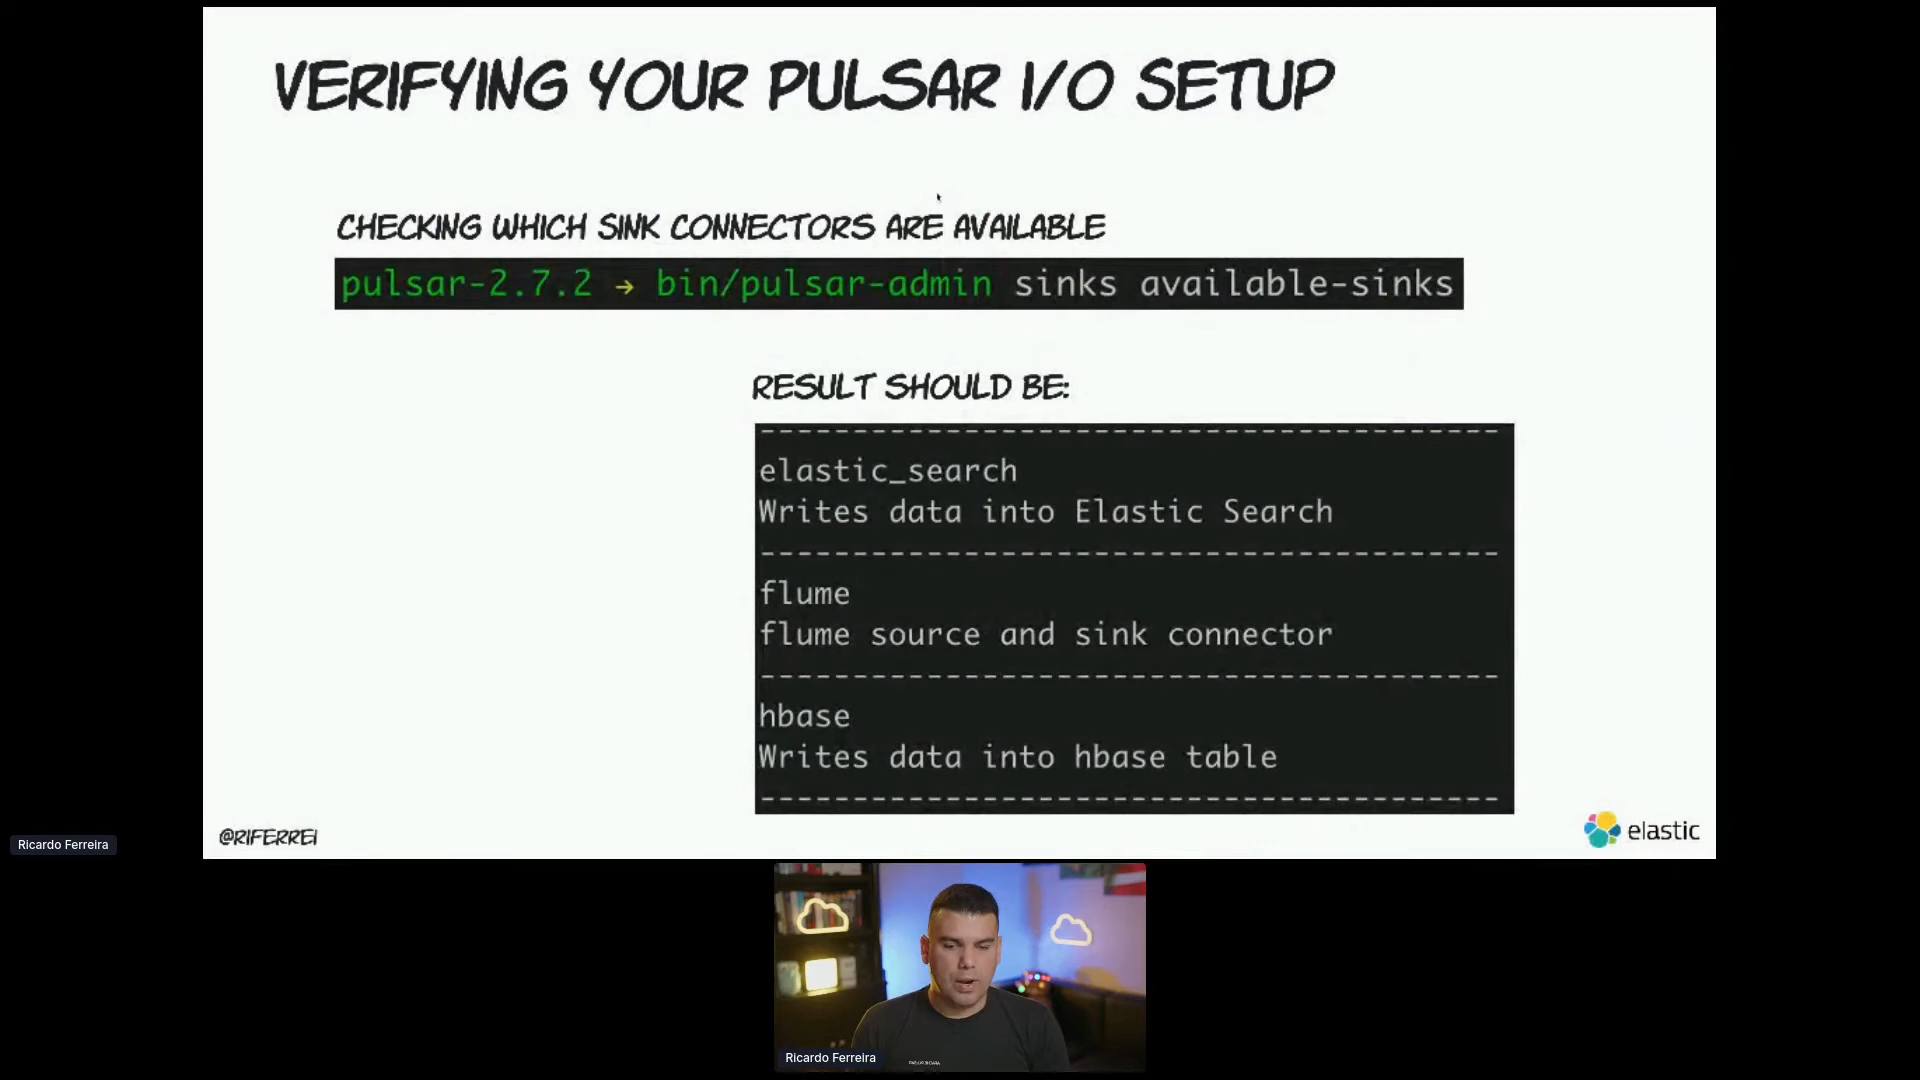 VERIFYING YOUR PULSAR I/O SETUP
CHECKING WHICH SINK CONNECTORS ARE AVAILABLE
pulsar-2.7.2 → bin/pulsar-admin sinks available-sinks
RESULT SHOULD BE:
----------------------------------------
elastic_search
Writes data into Elastic Search
----------------------------------------
flume
flume source and sink connector
----------------------------------------
hbase
Writes data into hbase table
----------------------------------------
@RIFERREI
elastic
Ricardo Ferreira
Ricardo Ferreira